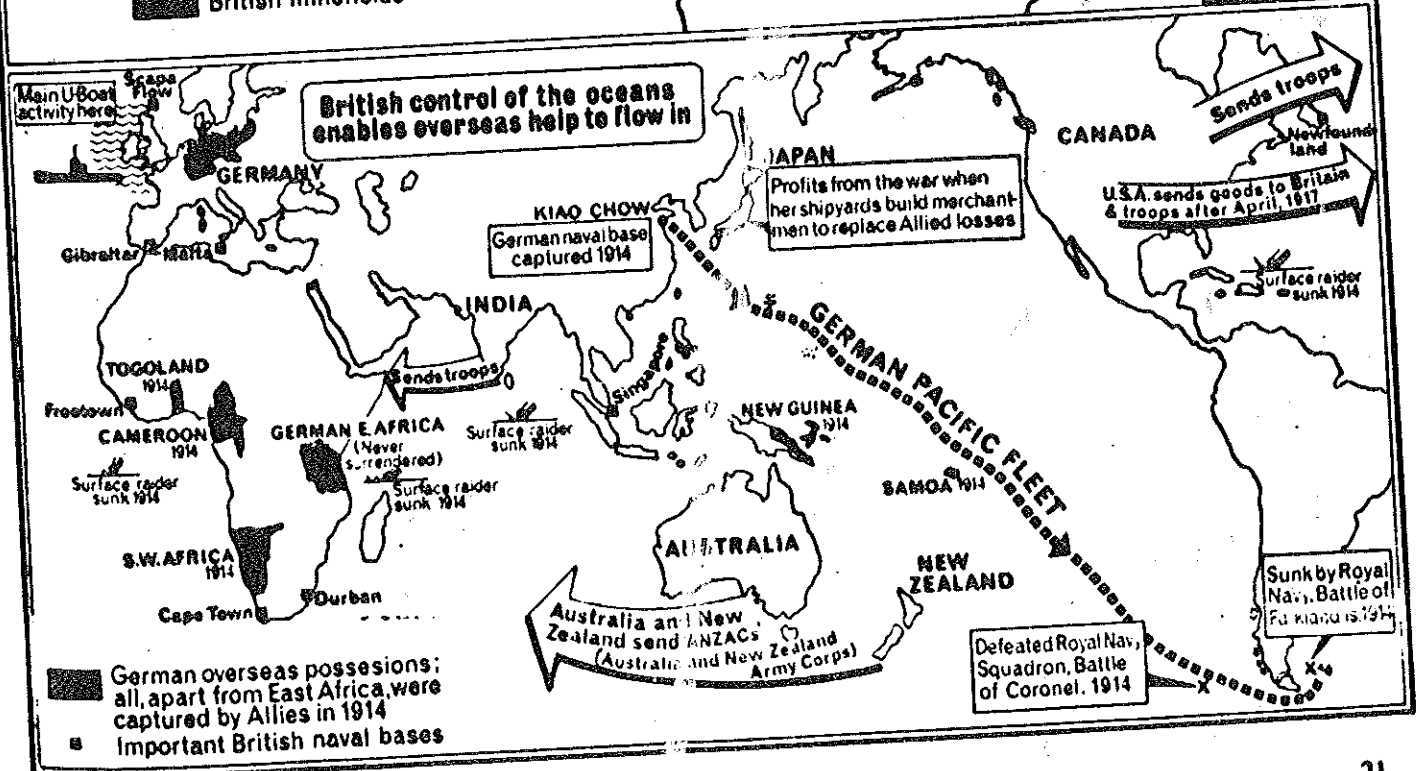 British minefields
Main U-Boat
activity here
Scapa
Flow
British control of the oceans
enables overseas help to flow in
GERMANY
Gibraltar
Malta
KIAO CHOW
German naval base
captured 1914
JAPAN
Profits from the war when
her shipyards build merchant-
men to replace Allied losses
CANADA
Sends troops
Newfound-
land
U.S.A. sends goods to Britain
& troops after April, 1917
Surface raider
sunk 1914
INDIA
Sends troops
Singapore
TOGOLAND
1914
Freetown
CAMEROON
1914
GERMAN E. AFRICA
(Never
surrendered)
Surface raider
sunk 1914
Surface raider
sunk 1914
Surface raider
sunk 1914
NEW GUINEA
1914
SAMOA 1914
GERMAN PACIFIC FLEET
S.W. AFRICA
1914
Cape Town
Durban
AUSTRALIA
NEW
ZEALAND
Australia and New
Zealand send ANZACs
(Australia and New Zealand
Army Corps)
Defeated Royal Navy
Squadron, Battle
of Coronel. 1914
Sunk by Royal
Navy. Battle of
Falklands. 1914
German overseas possesions;
all, apart from East Africa, were
captured by Allies in 1914
Important British naval bases